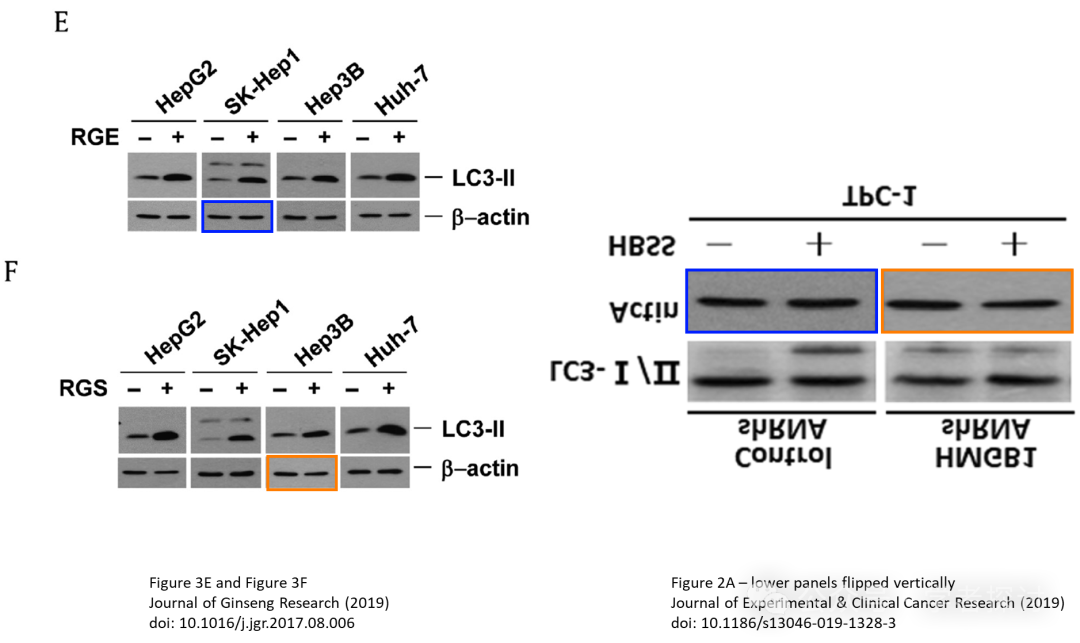 E
HepG2 SK-Hep1 Hep3B Huh-7
RGE – + – + – + – +
LC3-II
β–actin
F
HepG2 SK-Hep1 Hep3B Huh-7
RGS – + – + – + – +
LC3-II
β–actin
Figure 3E and Figure 3F
Journal of Ginseng Research (2019)
doi: 10.1016/j.jgr.2017.08.006
TPC-1
HBSS — + — +
Actin
LC3- I /II
shRNA shRNA
Control HMGB1
Figure 2A – lower panels flipped vertically
Journal of Experimental & Clinical Cancer Research (2019)
doi: 10.1186/s13046-019-1328-3